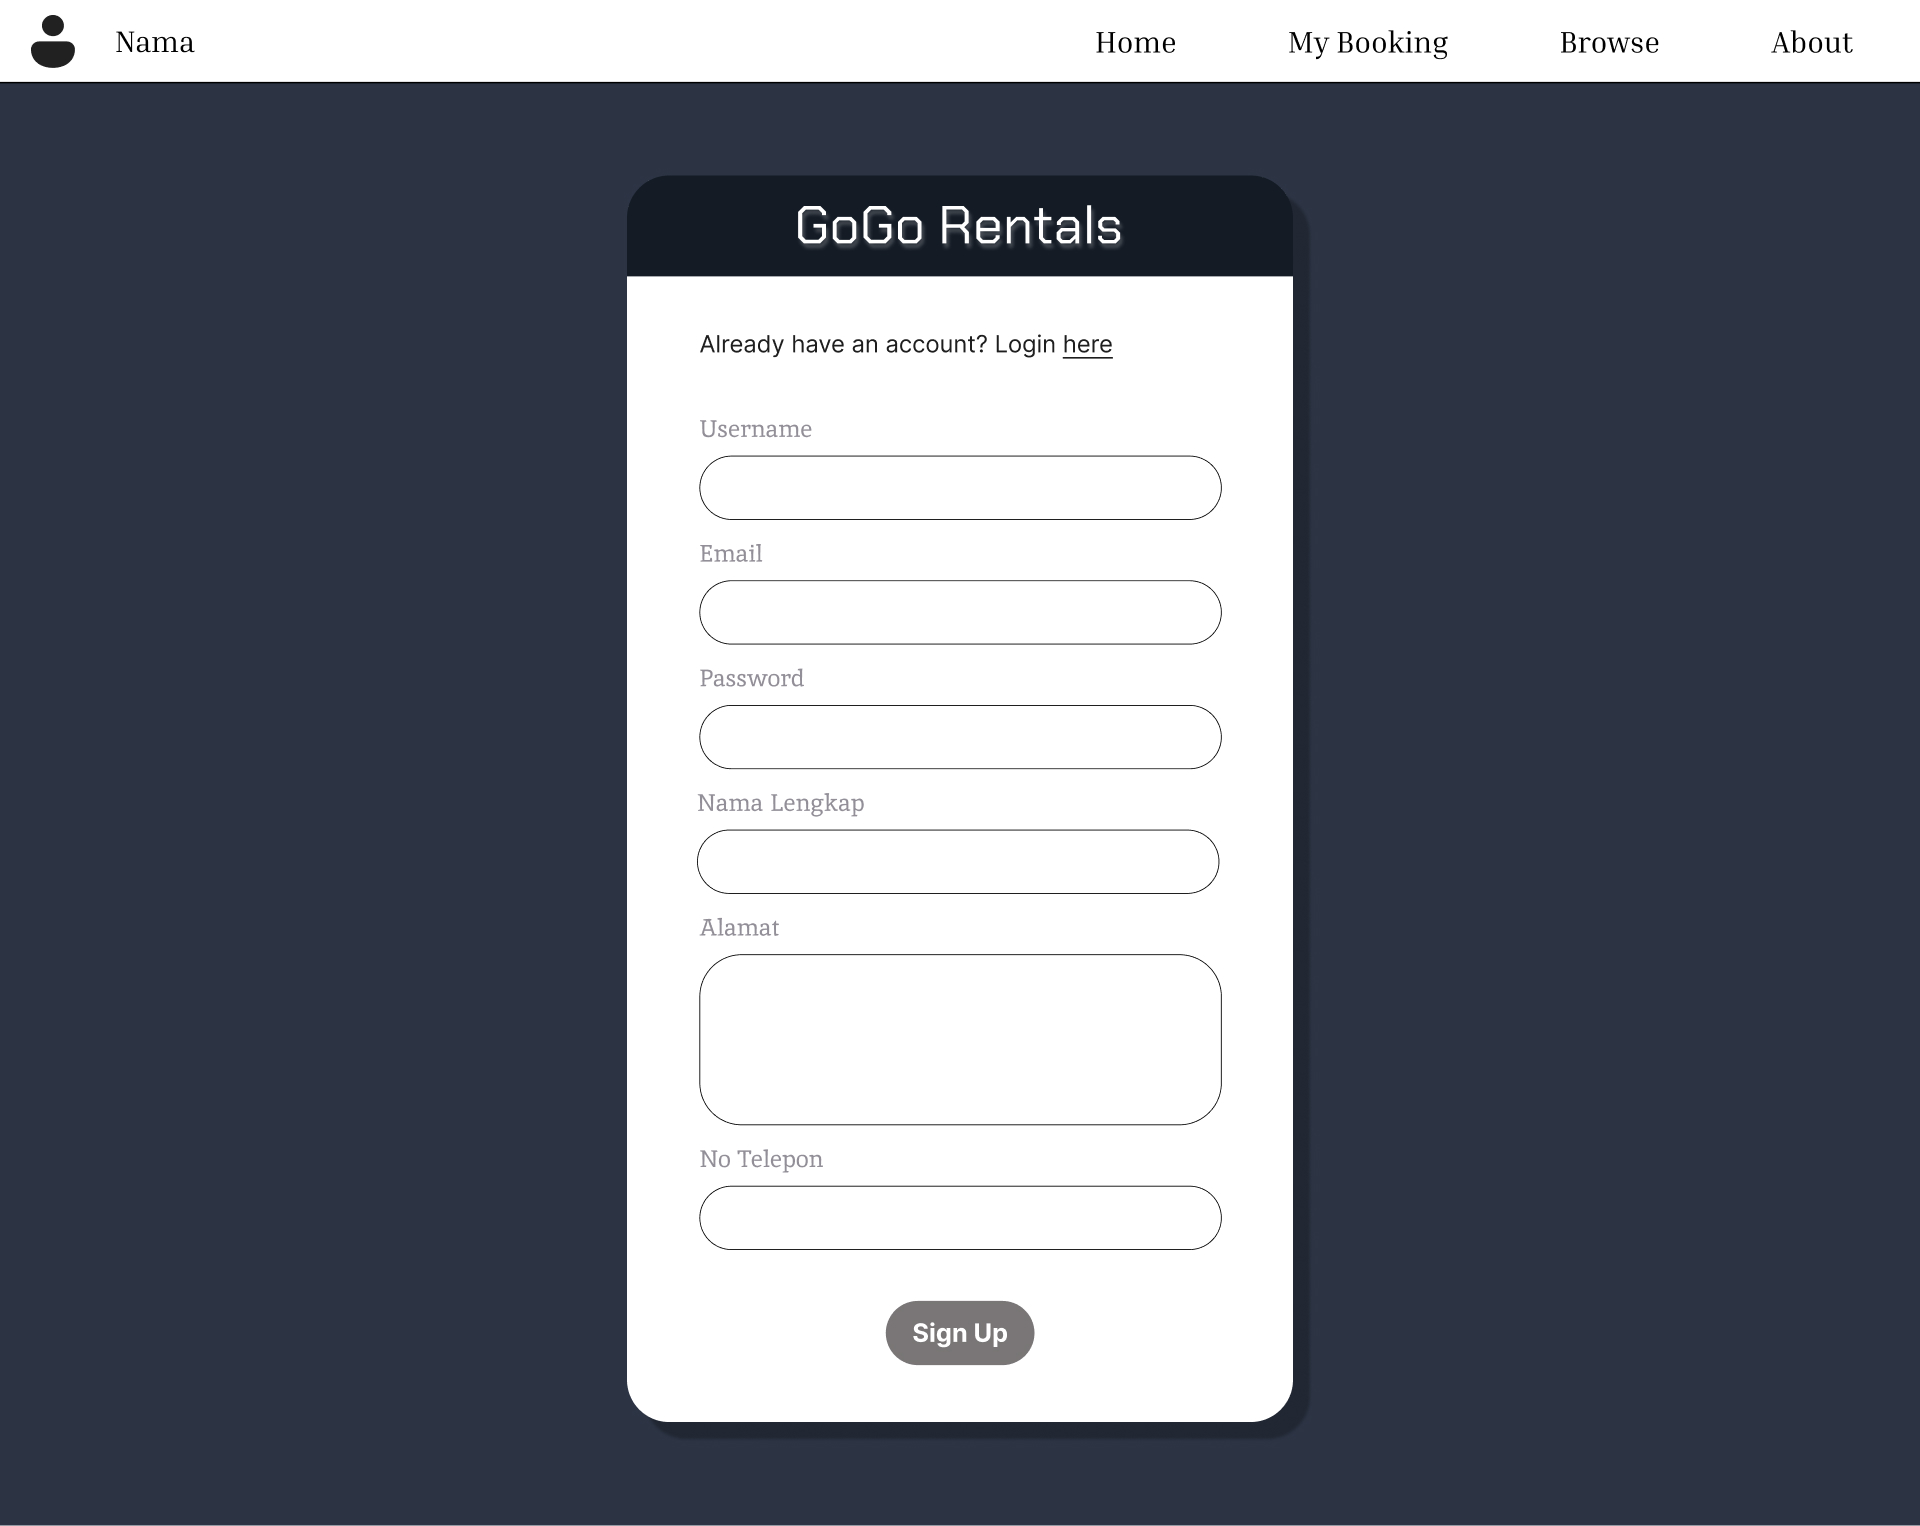 Nama
Home
My Booking
Browse
About
GoGo Rentals
Already have an account? Login here
Username
Email
Password
Nama Lengkap
Alamat
No Telepon
Sign Up